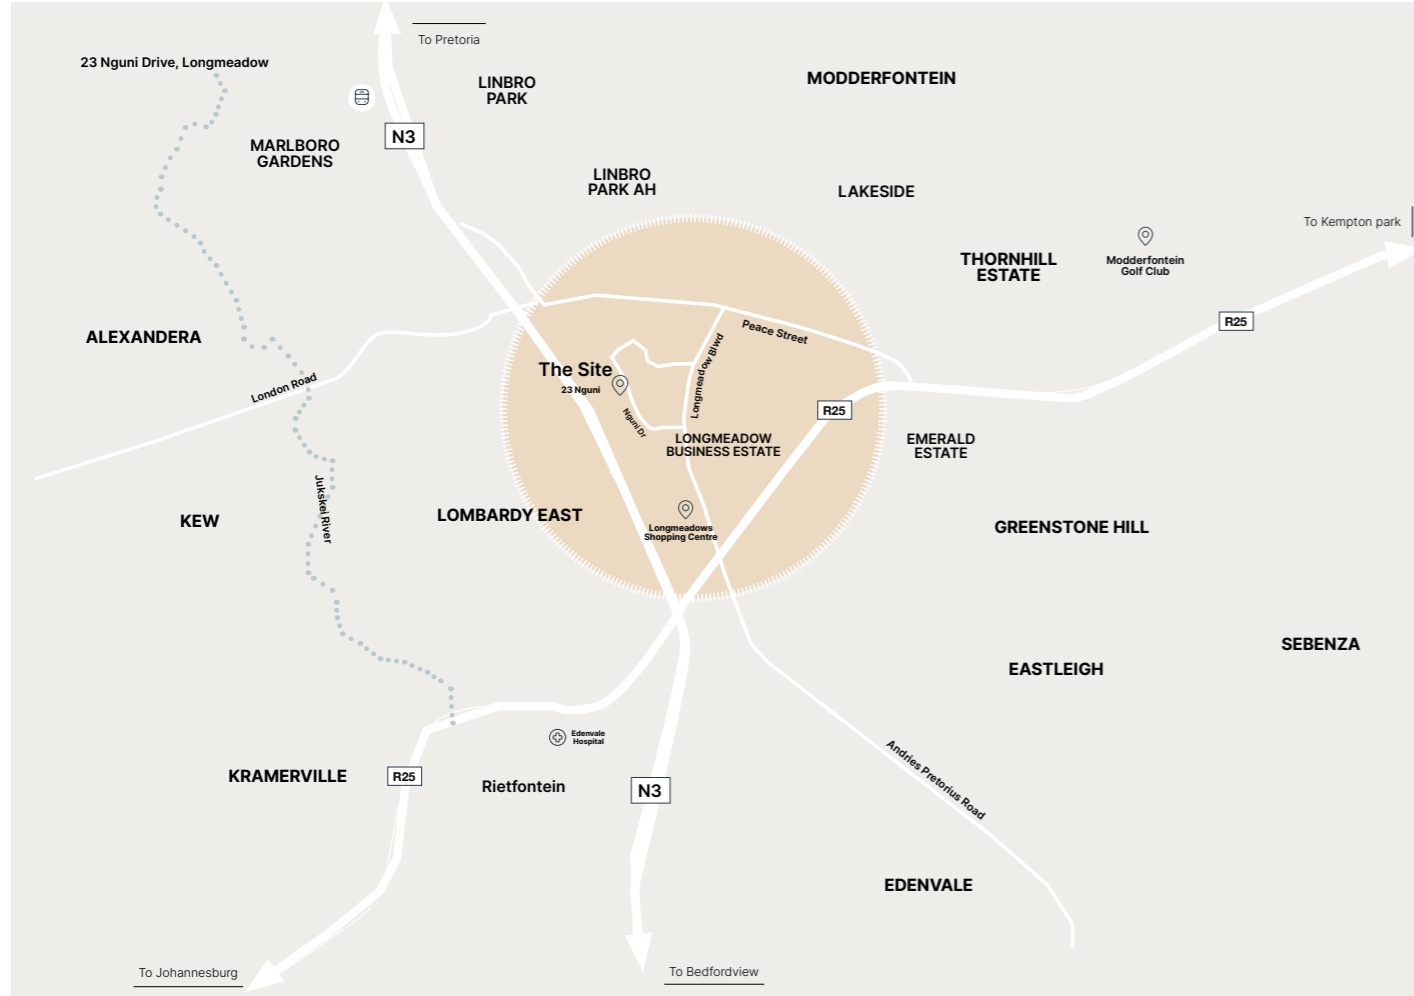 To Pretoria
23 Nguni Drive, Longmeadow
LINBRO
PARK
MODDERFONTEIN
N3
MARLBORO
GARDENS
LINBRO
PARK AH
LAKESIDE
To Kempton park
THORNHILL
ESTATE
Modderfontein
Golf Club
R25
ALEXANDERA
Peace Street
Longmeadow Blwd
The Site
23 Nguni
London Road
Nguni Dr
R25
LONGMEADOW
BUSINESS ESTATE
EMERALD
ESTATE
Jukskei River
KEW
LOMBARDY EAST
Longmeadows
Shopping Centre
GREENSTONE HILL
SEBENZA
EASTLEIGH
Edenvale
Hospital
KRAMERVILLE
R25
Rietfontein
N3
Andries Pretorius Road
EDENVALE
To Johannesburg
To Bedfordview